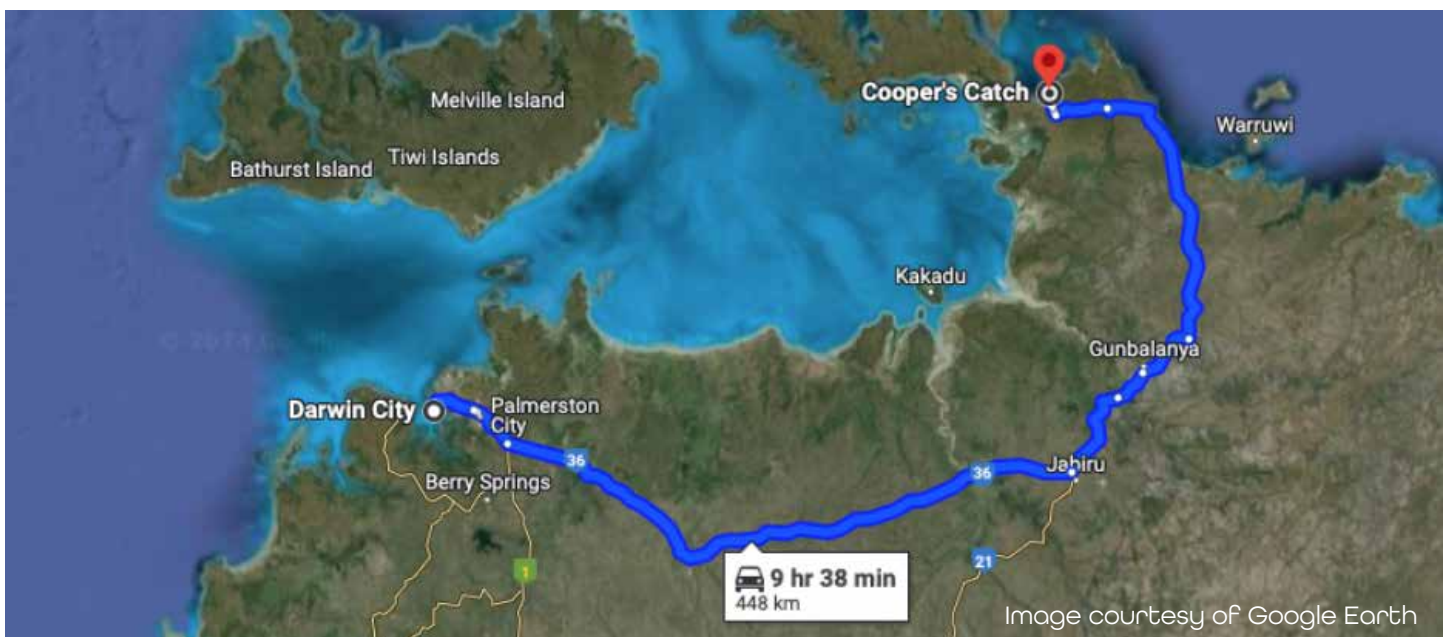 Melville Island
Cooper's Catch
Warruwi
Tiwi Islands
Bathurst Island
Kakadu
Gunbalanya
Darwin City
Palmerston
City
36
36
Jabiru
Berry Springs
21
1
9 hr 38 min
448 km
Image courtesy of Google Earth